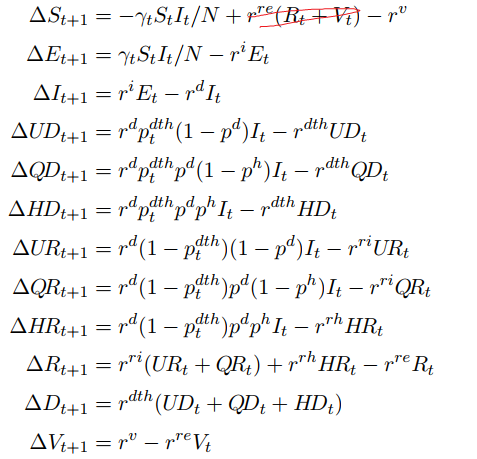 ΔS_{t+1} = −γ_t S_t I_t/N + r^{re}(R_t + V_t) − r^v
ΔE_{t+1} = γ_t S_t I_t/N − r^i E_t
ΔI_{t+1} = r^i E_t − r^d I_t
ΔUD_{t+1} = r^d p_t^{dth}(1 − p^d)I_t − r^{dth}UD_t
ΔQD_{t+1} = r^d p_t^{dth} p^d(1 − p^h)I_t − r^{dth}QD_t
ΔHD_{t+1} = r^d p_t^{dth} p^d p^h I_t − r^{dth}HD_t
ΔUR_{t+1} = r^d(1 − p_t^{dth})(1 − p^d)I_t − r^{ri}UR_t
ΔQR_{t+1} = r^d(1 − p_t^{dth})p^d(1 − p^h)I_t − r^{ri}QR_t
ΔHR_{t+1} = r^d(1 − p_t^{dth})p^d p^h I_t − r^{rh}HR_t
ΔR_{t+1} = r^{ri}(UR_t + QR_t) + r^{rh}HR_t − r^{re}R_t
ΔD_{t+1} = r^{dth}(UD_t + QD_t + HD_t)
ΔV_{t+1} = r^v − r^{re}V_t